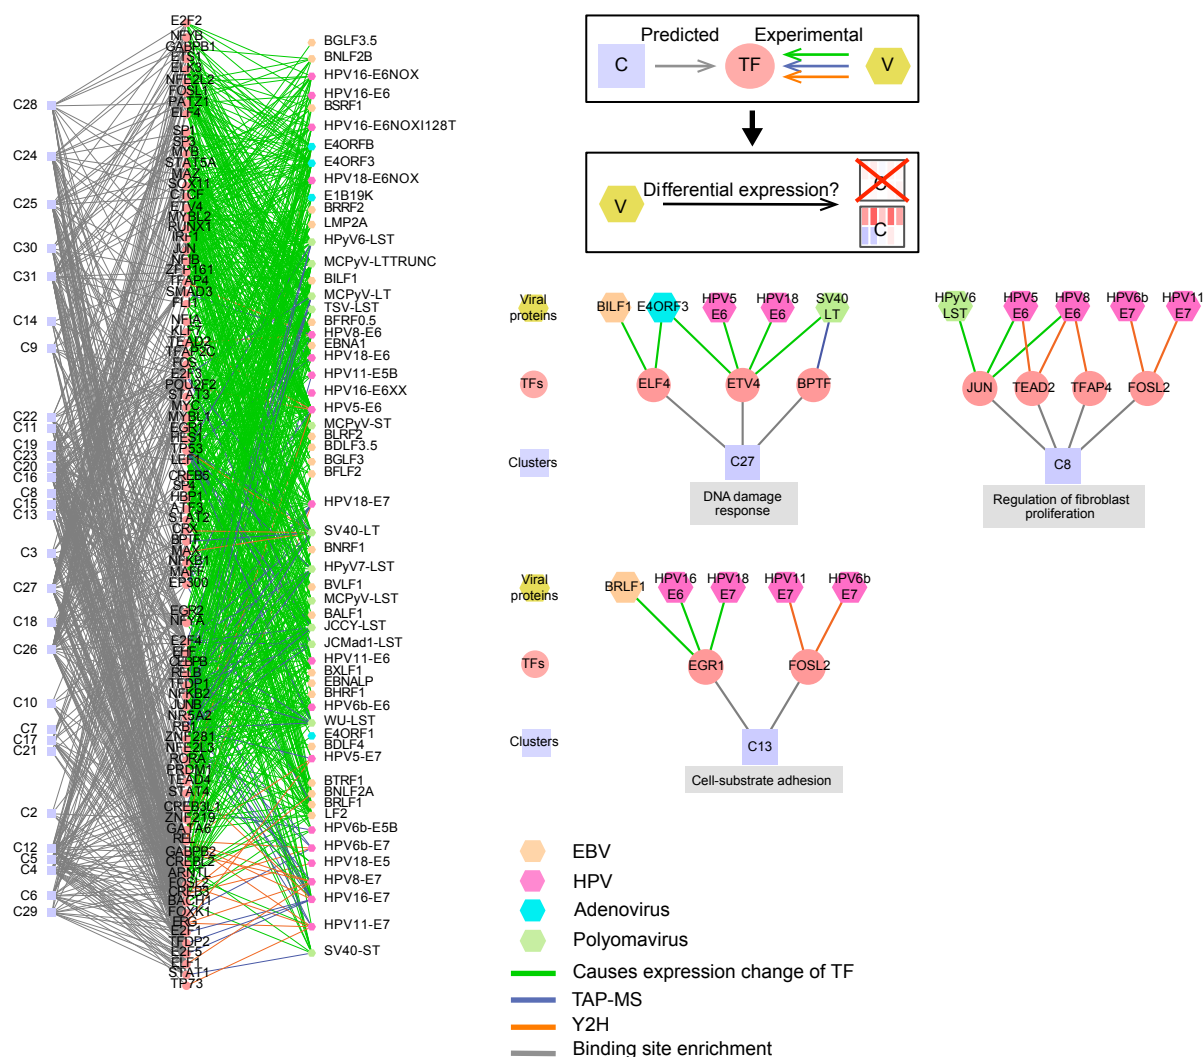 E2F2
NFYB
GABPB1
ETS1
ELK3
NFE2L2
FOSL1
PATZ1
ELF4
SP1
SP3
MYB
STAT5A
MAZ
SOX11
CTCF
ETV4
MYBL2
RUNX1
IRF1
JUN
NFIB
ZFP161
TFAP4
SMAD3
FLI1
NFIA
KLF7
TEAD2
TFAP2C
FOS
E2F3
POU2F2
STAT3
MYC
MYBL1
EGR1
HES1
TP53
LEF1
CREB5
SP4
HBP1
ATF3
STAT2
CRX
BPTF
MAX
NFKB1
MAFF
EP300
EGR2
NFYA
E2F4
EHF
CEBPB
RELB
TFDP1
NFKB2
JUNB
NR5A2
RB1
ZNF281
NFE2L3
RORA
PRDM1
TEAD4
STAT4
CREB3L1
ZNF219
GATA6
REL
GABPB2
CREBL2
ARNTL
FOSL2
CREB3
BACH1
FOXK1
ERG
E2F1
TFDP2
E2F5
ELF1
STAT1
TP73
C28
C24
C25
C30
C31
C14
C9
C22
C11
C19
C23
C20
C16
C8
C15
C13
C3
C27
C18
C26
C10
C7
C17
C21
C2
C12
C5
C4
C6
C29
BGLF3.5
BNLF2B
HPV16-E6NOX
HPV16-E6
BSRF1
HPV16-E6NOXI128T
E4ORFB
E4ORF3
HPV18-E6NOX
E1B19K
BRRF2
LMP2A
HPyV6-LST
MCPyV-LTTRUNC
BILF1
MCPyV-LT
TSV-LST
BFRF0.5
HPV8-E6
EBNA1
HPV18-E6
HPV11-E5B
HPV16-E6XX
HPV5-E6
MCPyV-ST
BLRF2
BDLF3.5
BGLF3
BFLF2
HPV18-E7
SV40-LT
BNRF1
HPyV7-LST
BVLF1
MCPyV-LST
BALF1
JCCY-LST
JCMad1-LST
HPV11-E6
BXLF1
EBNALP
BHRF1
HPV6b-E6
WU-LST
E4ORF1
BDLF4
HPV5-E7
BTRF1
BNLF2A
BRLF1
LF2
HPV6b-E5B
HPV6b-E7
HPV18-E5
HPV8-E7
HPV16-E7
HPV11-E7
SV40-ST
Predicted Experimental
C TF V
Differential expression?
V C
C
Viral
proteins
BILF1 E4ORF3 HPV5
E6 HPV18
E6 SV40
LT
TFs
ELF4 ETV4 BPTF
Clusters
C27
DNA damage
response
HPyV6
LST HPV5
E6 HPV8
E6 HPV6b
E7 HPV11
E7
JUN TEAD2 TFAP4 FOSL2
C8
Regulation of fibroblast
proliferation
Viral
proteins
BRLF1 HPV16
E6 HPV18
E7 HPV11
E7 HPV6b
E7
TFs
EGR1 FOSL2
Clusters
C13
Cell-substrate adhesion
EBV
HPV
Adenovirus
Polyomavirus
Causes expression change of TF
TAP-MS
Y2H
Binding site enrichment